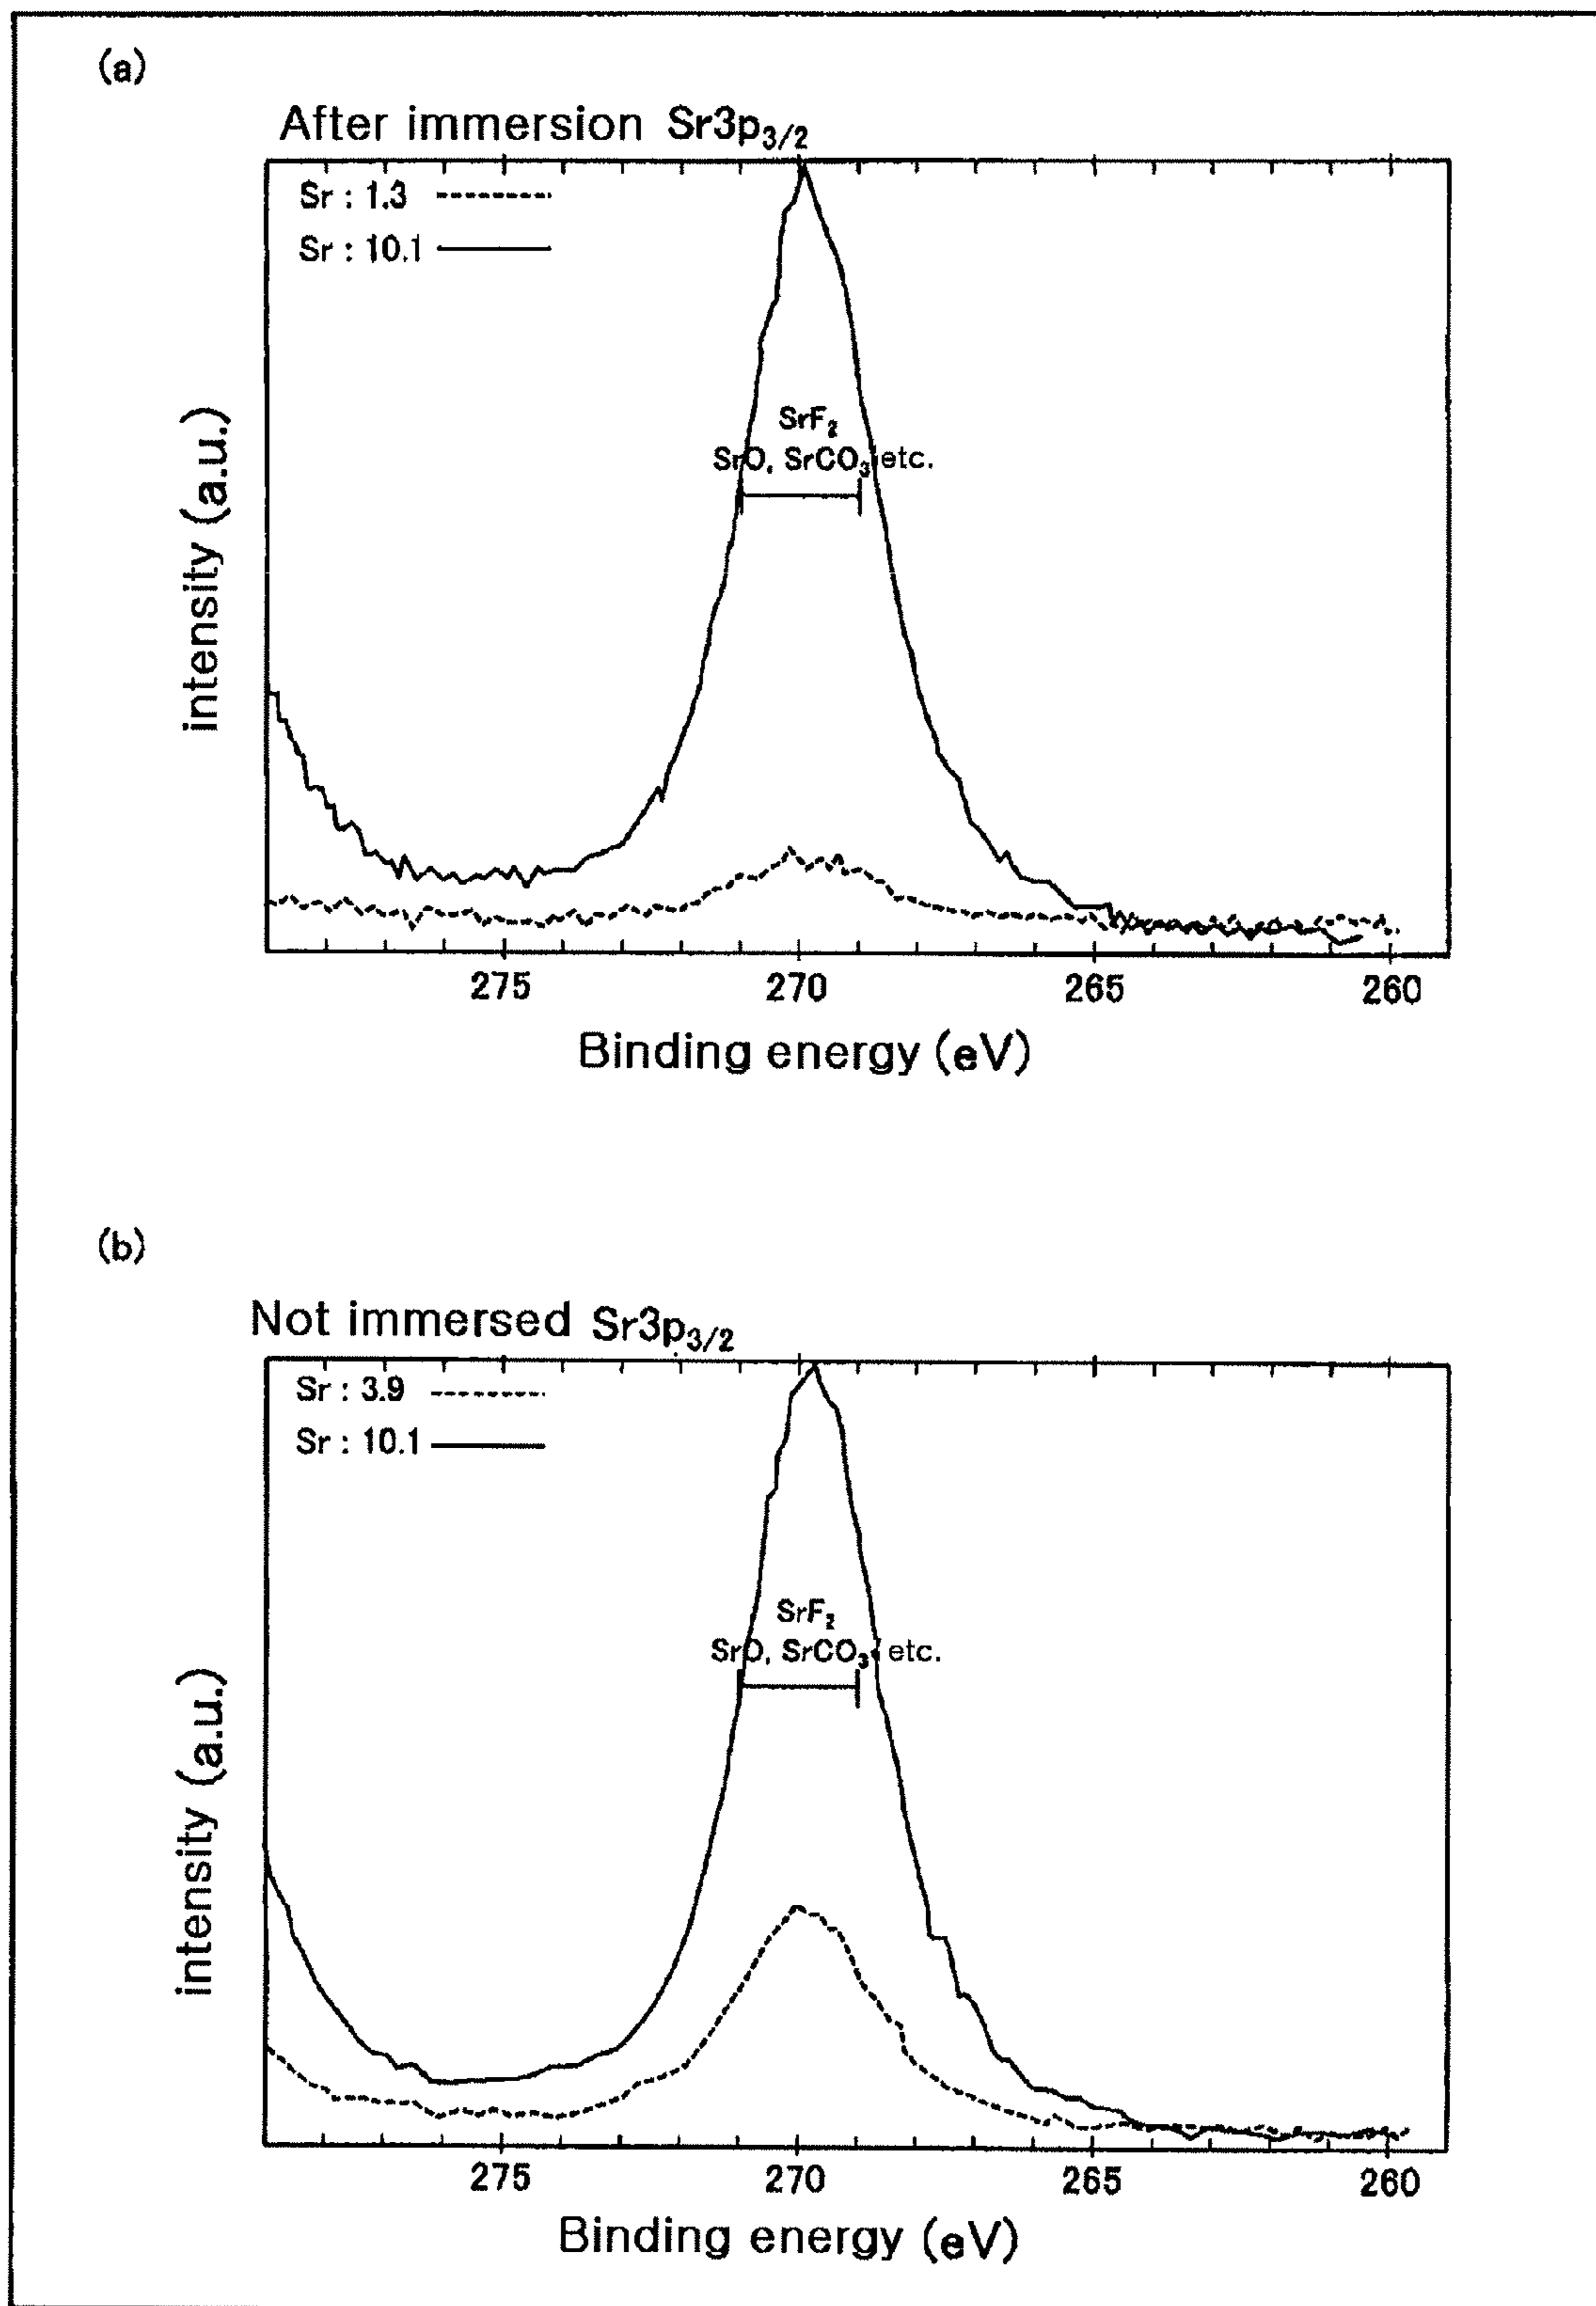 (a)
After immersion Sr3p3/2
Sr : 1.3
Sr : 10.1
SrF2
SrO, SrCO3 etc.
intensity (a.u.)
275 270 265 260
Binding energy (eV)
(b)
Not immersed Sr3p3/2
Sr : 3.9
Sr : 10.1
SrF2
SrO, SrCO3 etc.
intensity (a.u.)
275 270 265 260
Binding energy (eV)